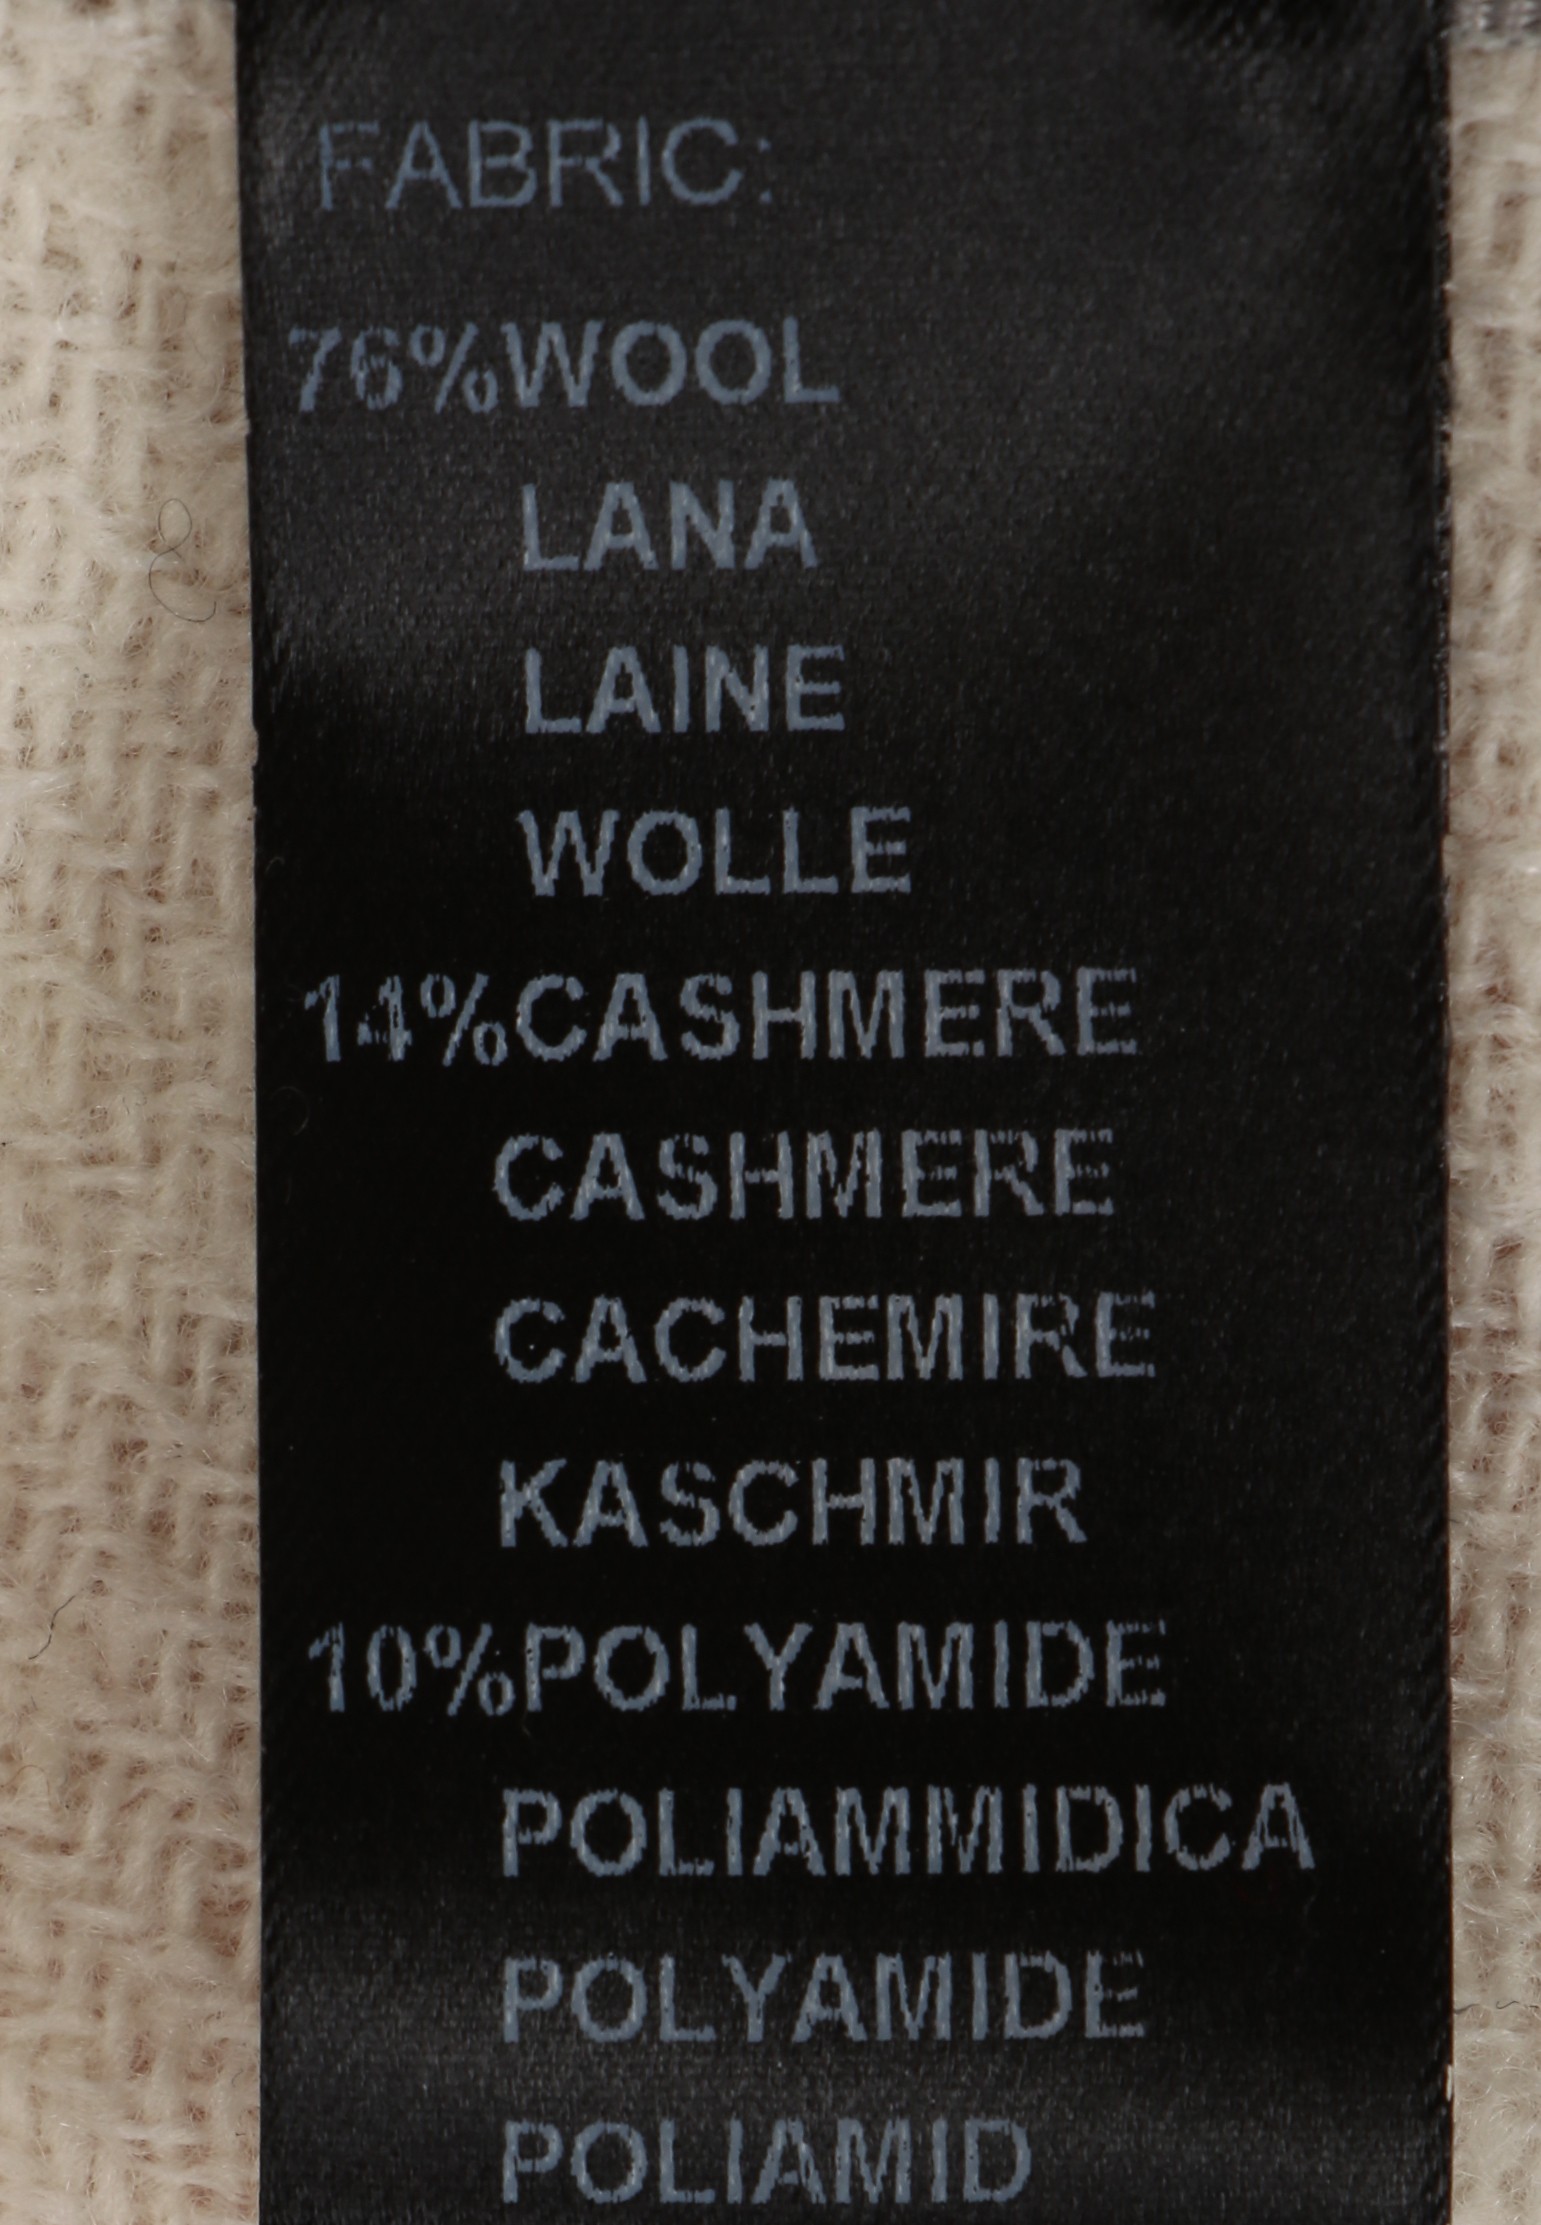 FABRIC:
76%WOOL
LANA
LAINE
WOLLE
14%CASHMERE
CASHMERE
CACHEMIRE
KASCHMIR
10%POLYAMIDE
POLIAMMIDICA
POLYAMIDE
POLIAMID